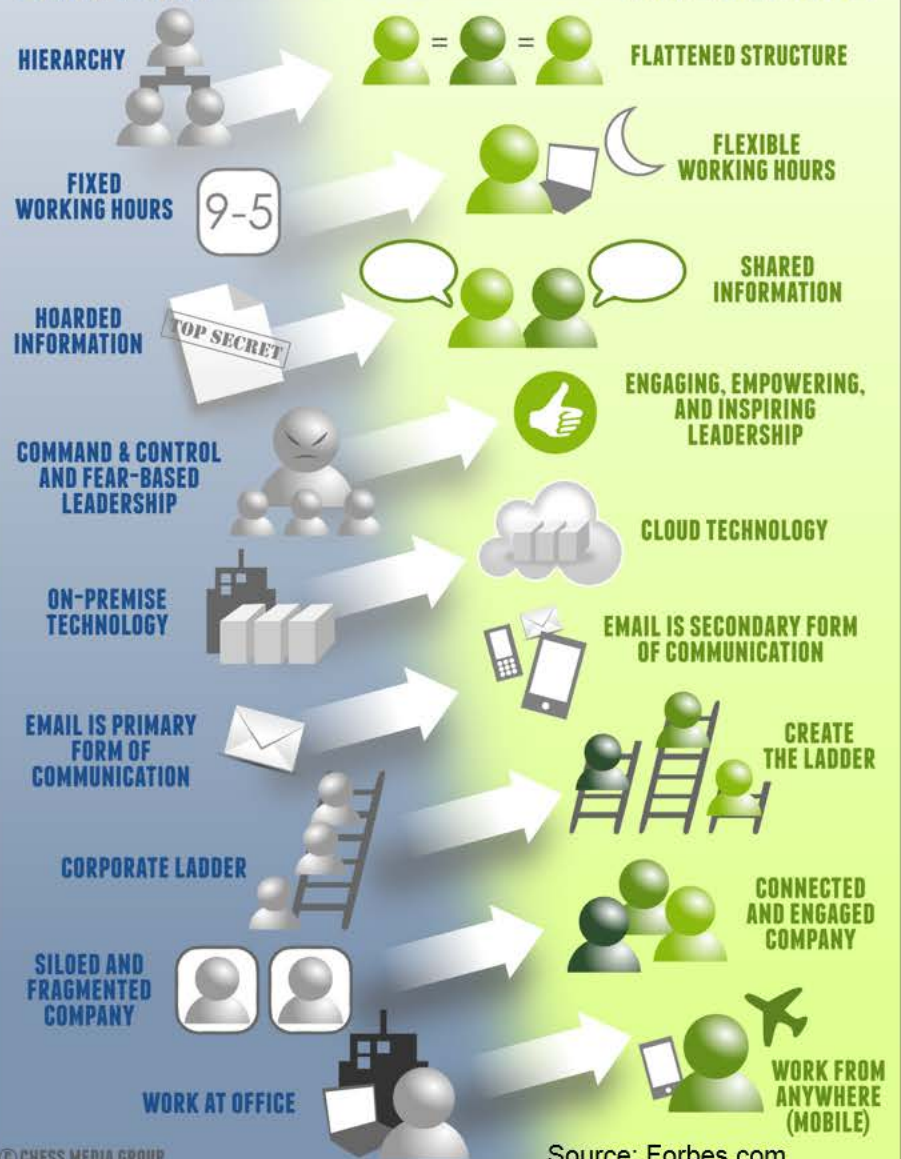 HIERARCHY
FLATTENED STRUCTURE
FIXED
WORKING HOURS
9-5
FLEXIBLE
WORKING HOURS
HOARDED
INFORMATION
TOP SECRET
SHARED
INFORMATION
COMMAND & CONTROL
AND FEAR-BASED
LEADERSHIP
ENGAGING, EMPOWERING,
AND INSPIRING
LEADERSHIP
ON-PREMISE
TECHNOLOGY
CLOUD TECHNOLOGY
EMAIL IS PRIMARY
FORM OF
COMMUNICATION
EMAIL IS SECONDARY FORM
OF COMMUNICATION
CORPORATE LADDER
CREATE
THE LADDER
SILOED AND
FRAGMENTED
COMPANY
CONNECTED
AND ENGAGED
COMPANY
WORK AT OFFICE
WORK FROM
ANYWHERE
(MOBILE)
© CHESS MEDIA GROUP
Source: Forbes.com